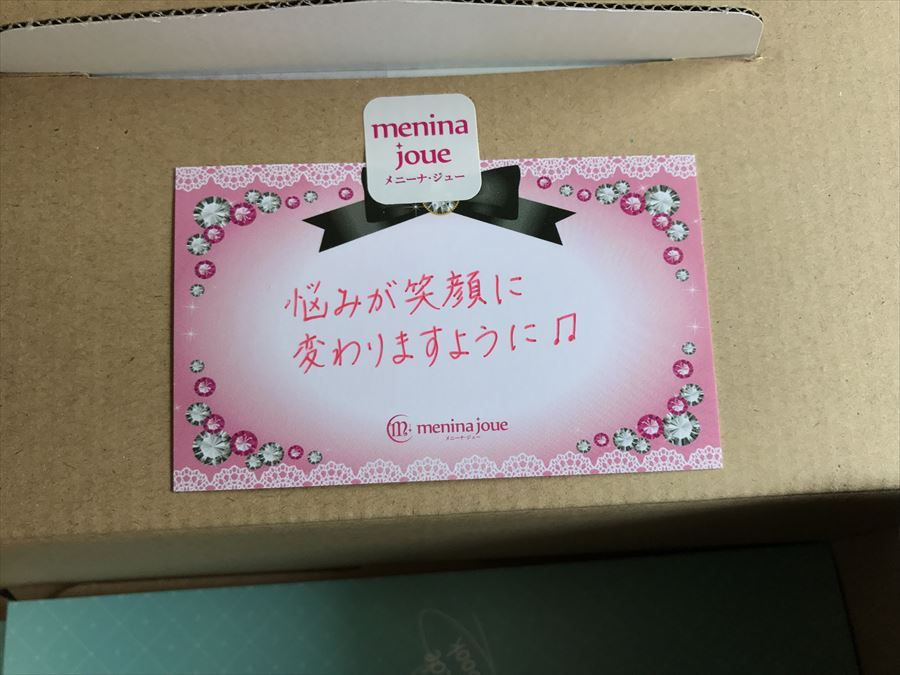 menina
joue
メニーナ・ジュー
悩みが笑顔に
変わりますように♫
menina joue
メニーナ・ジュー